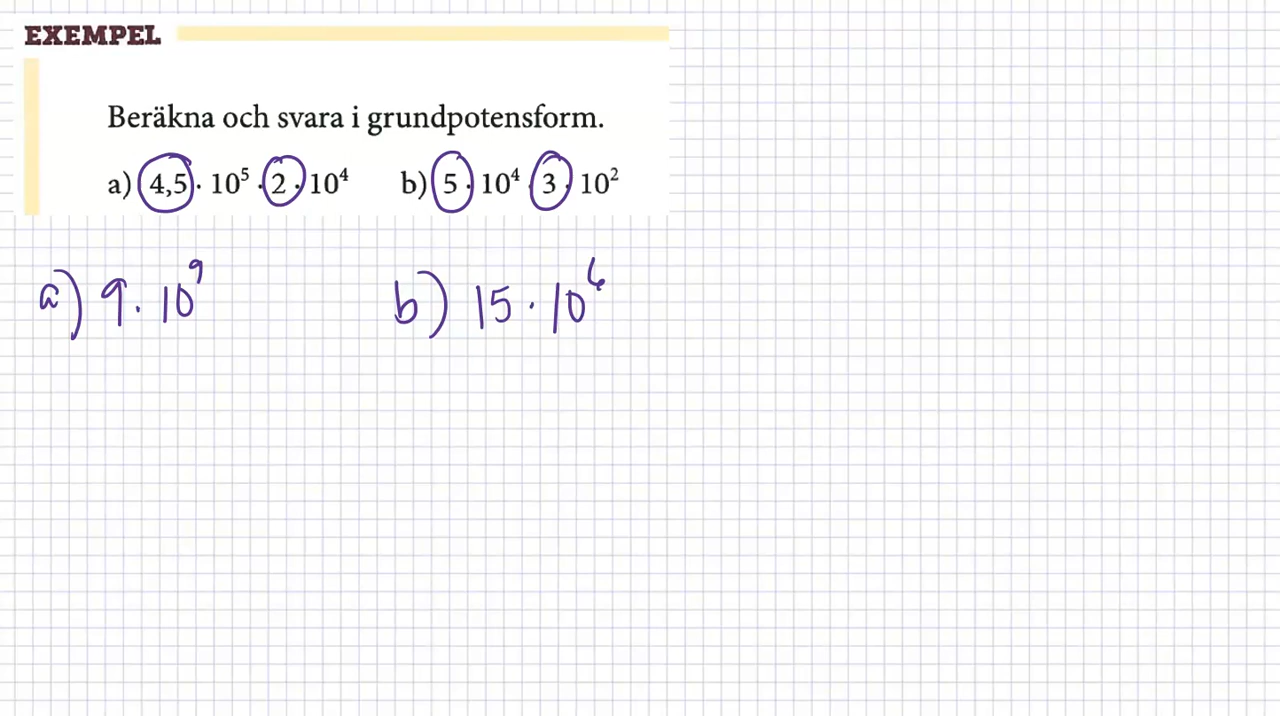 EXEMPEL
Beräkna och svara i grundpotensform.
a) 4,5 · 10⁵ · 2 · 10⁴ b) 5 · 10⁴ · 3 · 10²
a) 9 · 10⁹ b) 15 · 10⁶